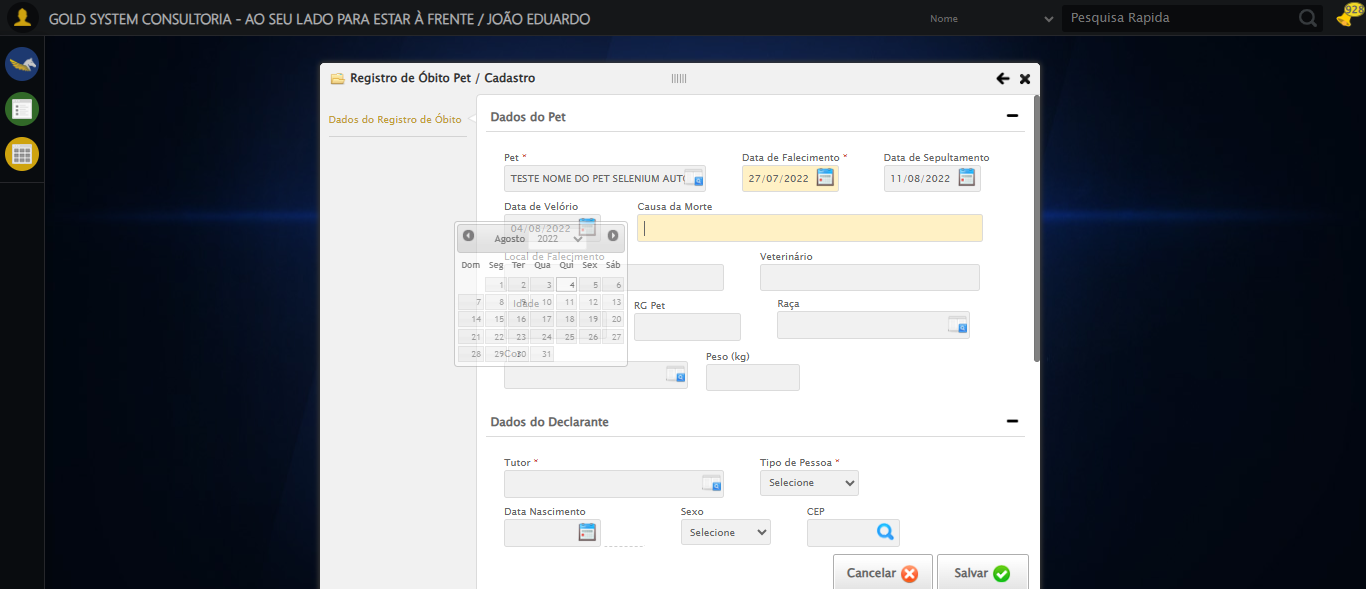 GOLD SYSTEM CONSULTORIA - AO SEU LADO PARA ESTAR À FRENTE / JOÃO EDUARDO
Nome
Pesquisa Rapida
928
Registro de Óbito Pet / Cadastro
Dados do Registro de Óbito
Dados do Pet
Pet *
Data de Falecimento *
Data de Sepultamento
TESTE NOME DO PET SELENIUM AUT
27/07/2022
11/08/2022
Data de Velório
Causa da Morte
04/08/2022
Agosto 2022
Local de Falecimento
Veterinário
Dom Seg Ter Qua Qui Sex Sáb
1 2 3 4 5 6
7 8 9 10 11 12 13
Idade
RG Pet
Raça
14 15 16 17 18 19 20
21 22 23 24 25 26 27
28 29 30 31
Cor
Peso (kg)
Dados do Declarante
Tutor *
Tipo de Pessoa *
Selecione
Data Nascimento
Sexo
CEP
Selecione
Cancelar
Salvar